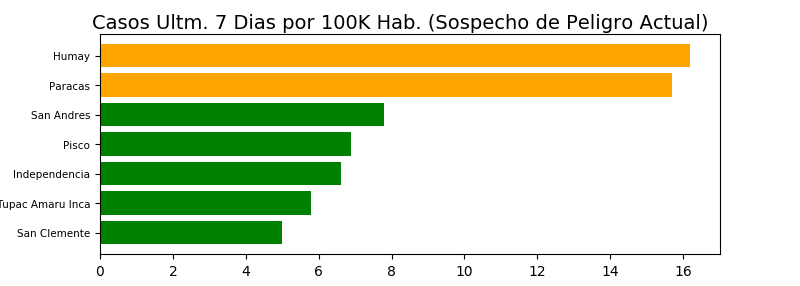 Casos Ultm. 7 Dias por 100K Hab. (Sospecho de Peligro Actual)
Humay
Paracas
San Andres
Pisco
Independencia
Tupac Amaru Inca
San Clemente
0 2 4 6 8 10 12 14 16